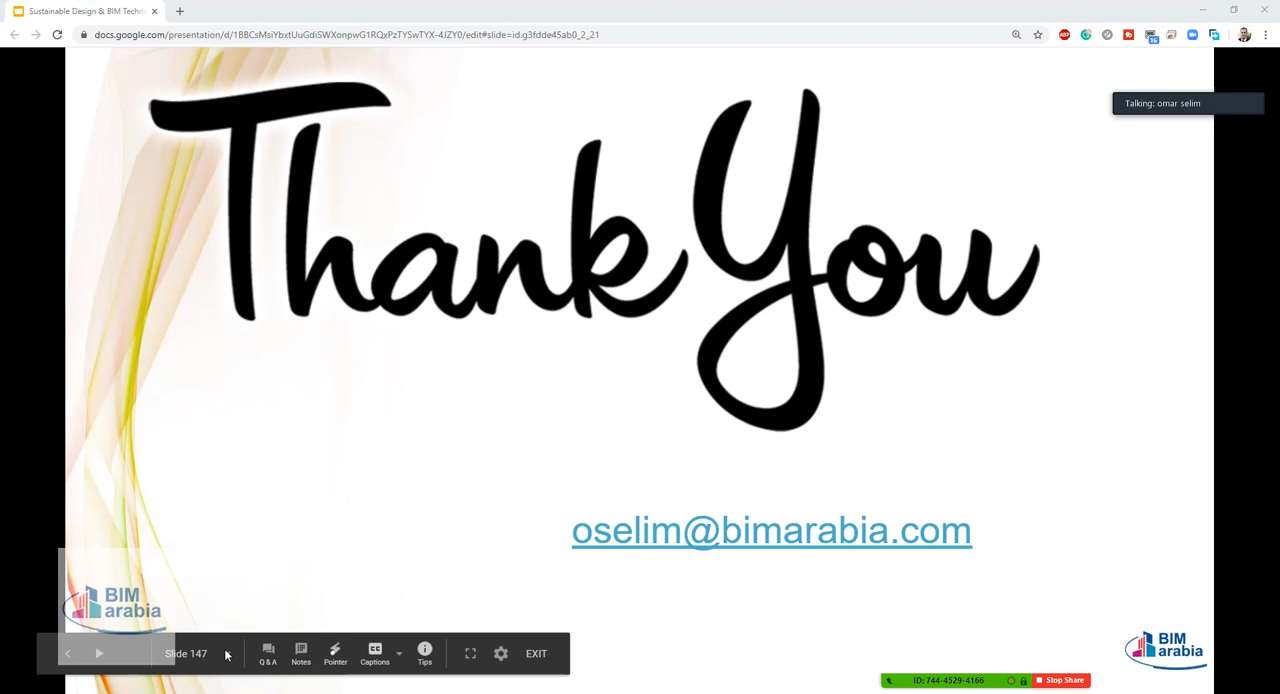 Sustainable Design & BIM Techn
docs.google.com/presentation/d/1BBCsMsiYbxtUuGdiSWXonpwG1RQxPzTYSwTYX-4JZY0/edit#slide=id.g3fdde45ab0_2_21
ABP
16
Talking: omar selim
Thank You
oselim@bimarabia.com
BIM
arabia
Slide 147
Q & A
Notes
Pointer
Captions
Tips
EXIT
BIM
arabia
ID: 744-4529-4166
Stop Share